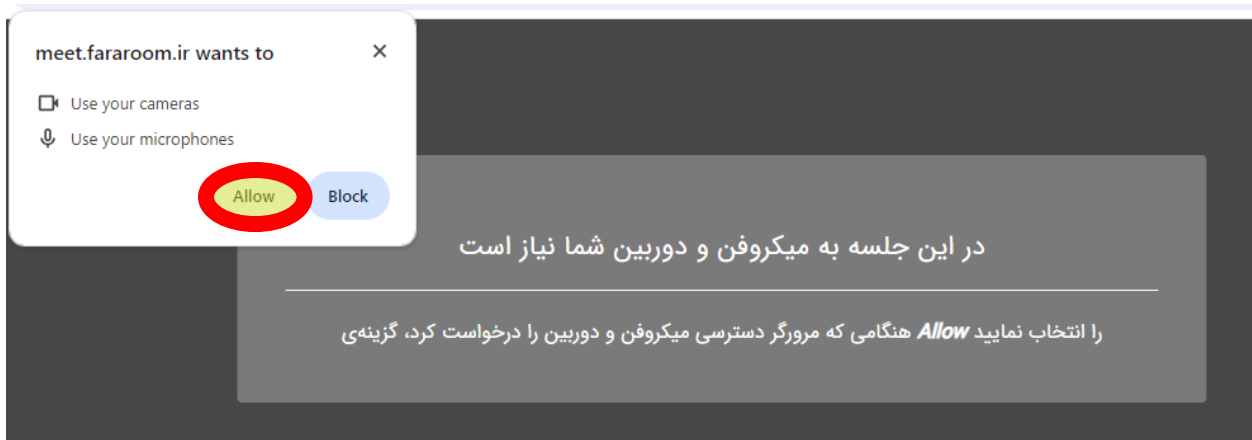 meet.fararoom.ir wants to
Use your cameras
Use your microphones
Allow Block
در این جلسه به میکروفن و دوربین شما نیاز است
را انتخاب نمایید Allow هنگامی که مرورگر دسترسی میکروفن و دوربین را درخواست کرد، گزینه‌ی